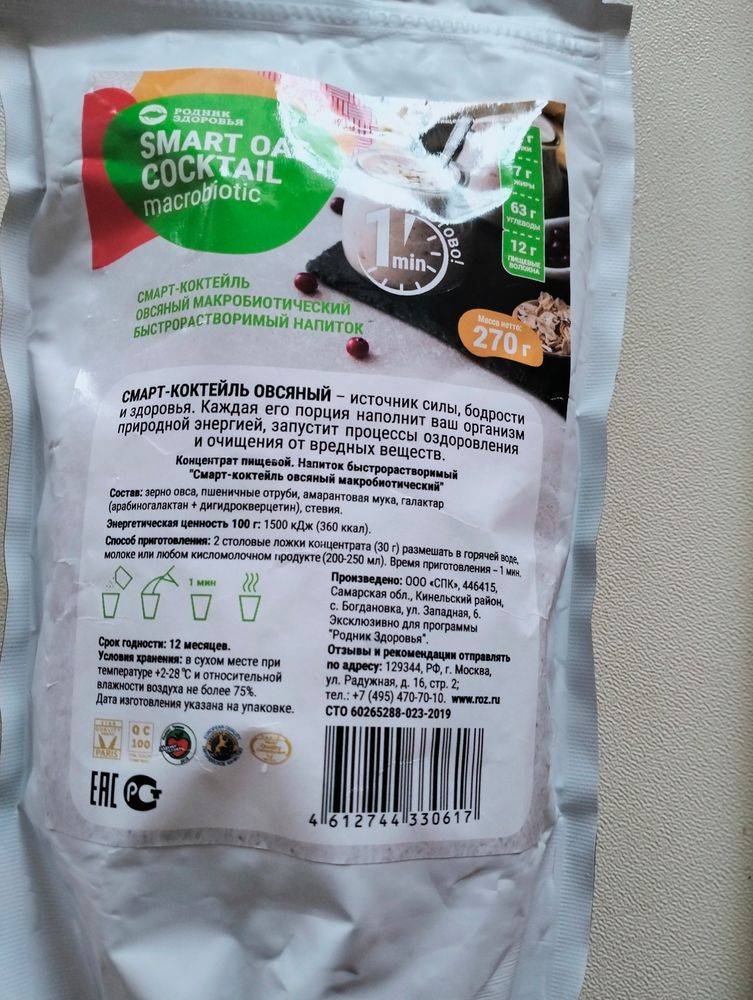 РОДНИК
ЗДОРОВЬЯ
SMART OA
COCKTAIL
macrobiotic
СМАРТ-КОКТЕЙЛЬ
ОВСЯНЫЙ МАКРОБИОТИЧЕСКИЙ
БЫСТРОРАСТВОРИМЫЙ НАПИТОК
1 min
г
7 г
ЖИРЫ
63 г
УГЛЕВОДЫ
12 г
ПИЩЕВЫЕ
ВОЛОКНА
Масса нетто:
270 г
СМАРТ-КОКТЕЙЛЬ ОВСЯНЫЙ – источник силы, бодрости
и здоровья. Каждая его порция наполнит ваш организм
природной энергией, запустит процессы оздоровления
и очищения от вредных веществ.
Концентрат пищевой. Напиток быстрорастворимый
"Смарт-коктейль овсяный макробиотический"
Состав: зерно овса, пшеничные отруби, амарантовая мука, галактар
(арабиногалактан + дигидрокверцетин), стевия.
Энергетическая ценность 100 г: 1500 кДж (360 ккал).
Способ приготовления: 2 столовые ложки концентрата (30 г) размешать в горячей воде,
молоке или любом кисломолочном продукте (200-250 мл). Время приготовления – 1 мин.
1 мин
Срок годности: 12 месяцев.
Условия хранения: в сухом месте при
температуре +2-28 °С и относительной
влажности воздуха не более 75%.
Дата изготовления указана на упаковке.
Произведено: ООО «СПК», 446415,
Самарская обл., Кинельский район,
с. Богдановка, ул. Западная, 6.
Эксклюзивно для программы
"Родник Здоровья".
Отзывы и рекомендации отправлять
по адресу: 129344, РФ, г. Москва,
ул. Радужная, д. 16, стр. 2;
тел.: +7 (495) 470-70-10. www.roz.ru
СТО 60265288-023-2019
PARIS
QC
100
ЕАС
РСТ
4 612744 330617